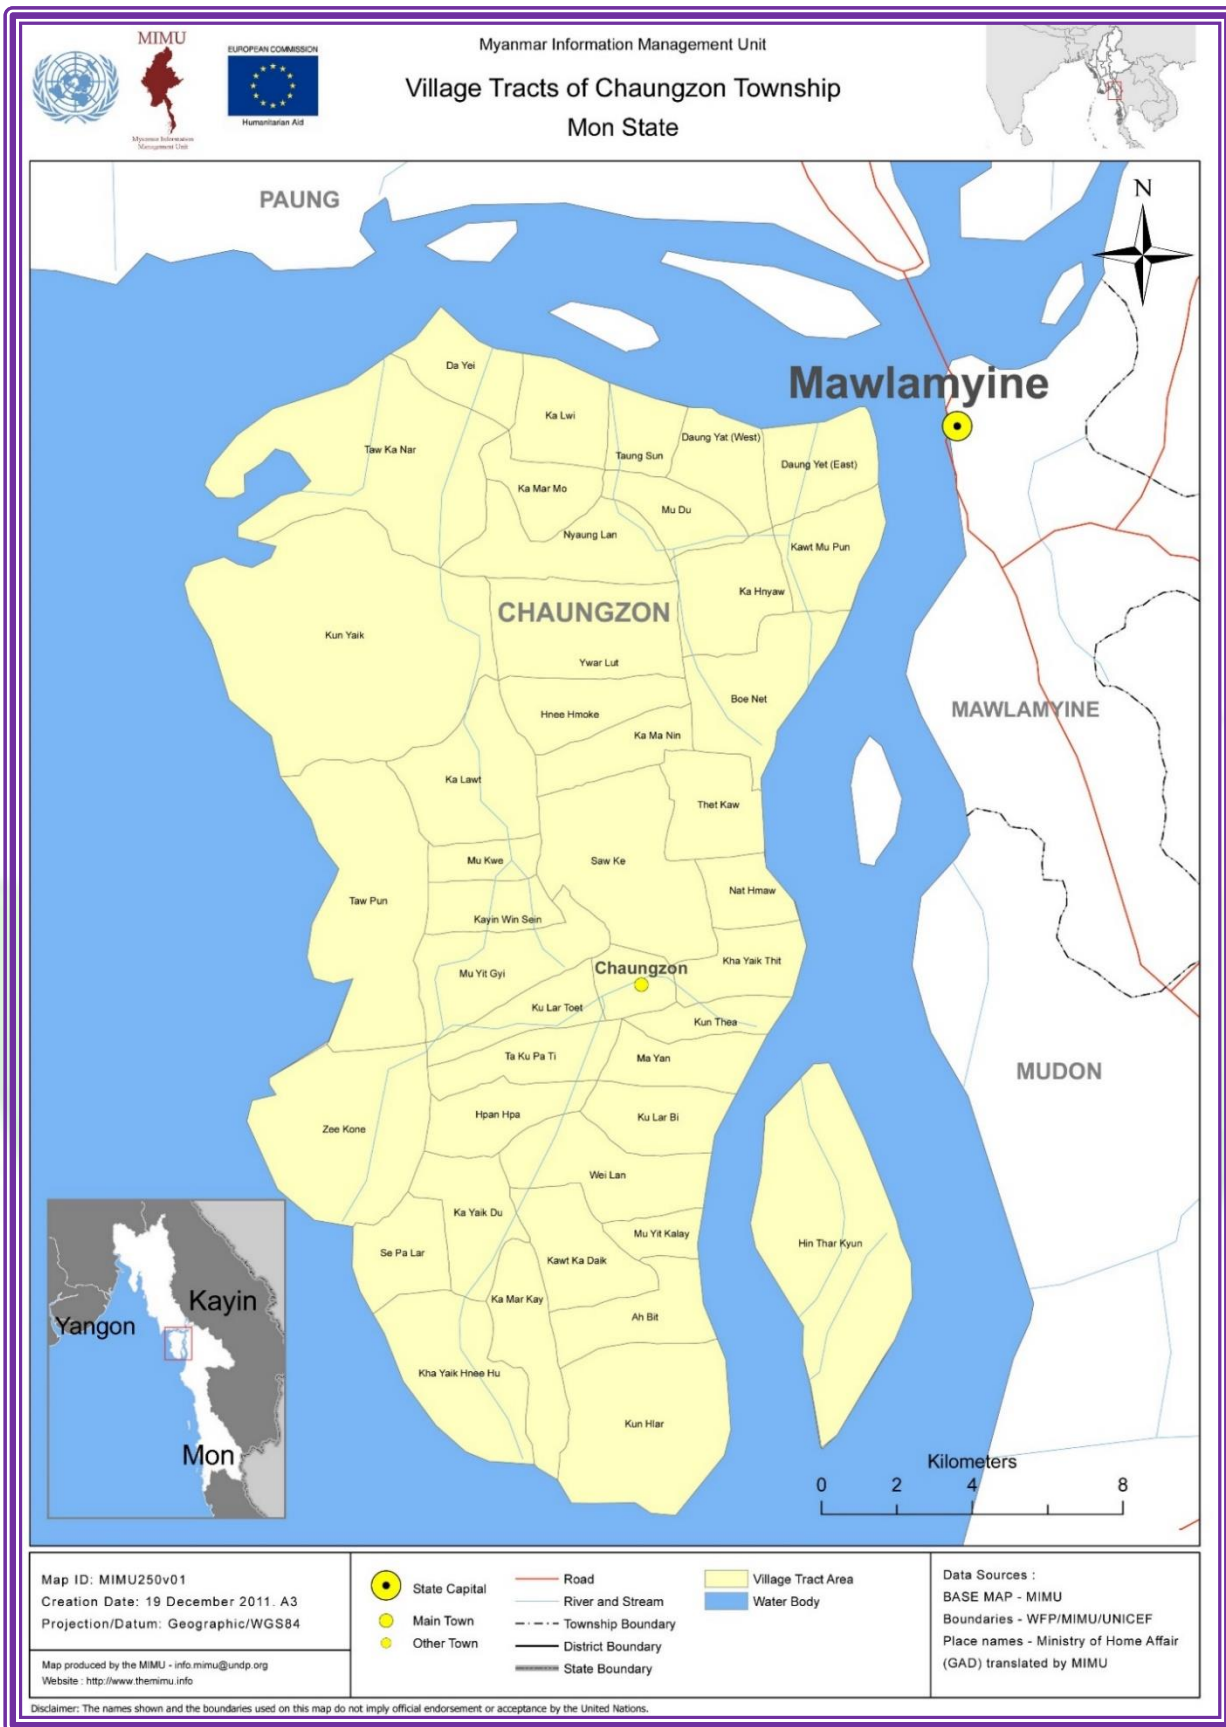 MIMU
Myanmar Information
Management Unit
EUROPEAN COMMISSION
Humanitarian Aid
Myanmar Information Management Unit
Village Tracts of Chaungzon Township
Mon State
PAUNG
N
Mawlamyine
Da Yei
Ka Lwi
Taw Ka Nar
Taung Sun
Daung Yat (West)
Daung Yet (East)
Ka Mar Mo
Mu Du
Nyaung Lan
Kawt Mu Pun
Ka Hnyaw
CHAUNGZON
Kun Yaik
Ywar Lut
Boe Net
MAWLAMYINE
Hnee Hmoke
Ka Ma Nin
Ka Lawt
Thet Kaw
Mu Kwe
Saw Ke
Nat Hmaw
Taw Pun
Kayin Win Sein
Kha Yaik Thit
Mu Yit Gyi
Chaungzon
Ku Lar Toet
Kun Thea
Ta Ku Pa Ti
Ma Yan
MUDON
Hpan Hpa
Ku Lar Bi
Zee Kone
Wei Lan
Ka Yaik Du
Mu Yit Kalay
Hin Thar Kyun
Se Pa Lar
Kawt Ka Daik
Ka Mar Kay
Ah Bit
Kha Yaik Hnee Hu
Kun Hlar
Kayin
Yangon
Mon
Kilometers
0 2 4 8
Map ID: MIMU250v01
Creation Date: 19 December 2011. A3
Projection/Datum: Geographic/WGS84
Map produced by the MIMU - info.mimu@undp.org
Website : http://www.themimu.info
State Capital
Main Town
Other Town
Road
River and Stream
Township Boundary
District Boundary
State Boundary
Village Tract Area
Water Body
Data Sources :
BASE MAP - MIMU
Boundaries - WFP/MIMU/UNICEF
Place names - Ministry of Home Affair
(GAD) translated by MIMU
Disclaimer: The names shown and the boundaries used on this map do not imply official endorsement or acceptance by the United Nations.